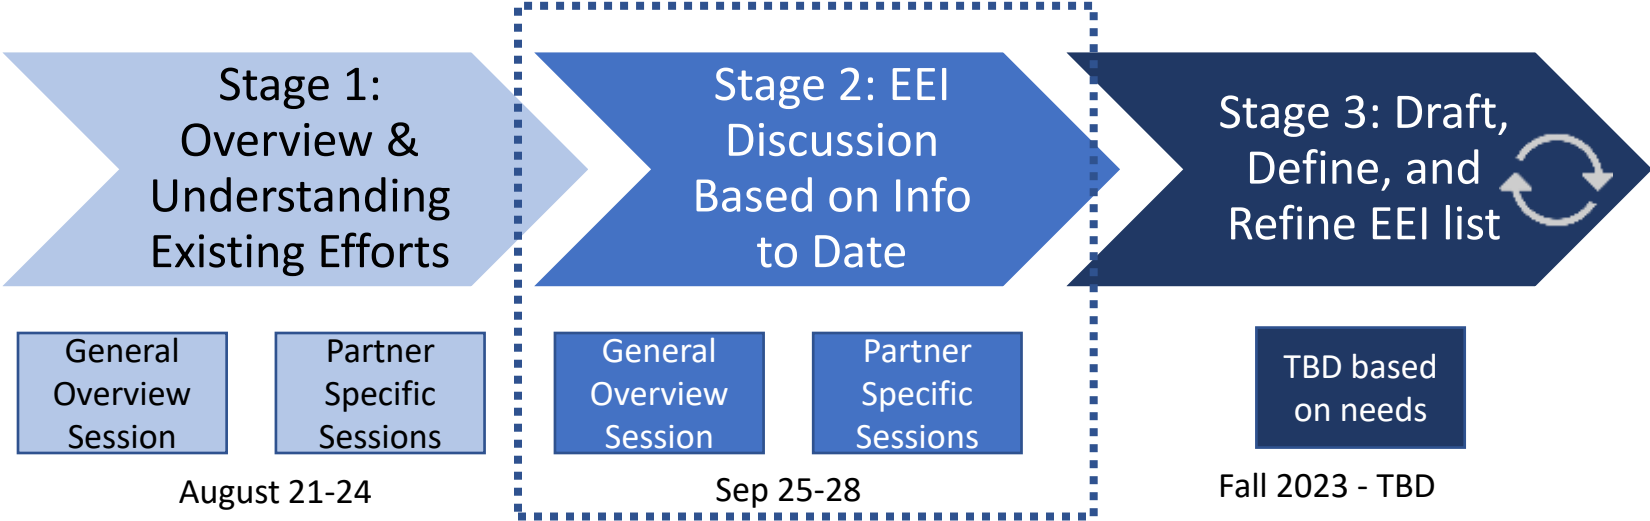 Stage 1:
Overview &
Understanding
Existing Efforts
Stage 2: EEI
Discussion
Based on Info
to Date
Stage 3: Draft,
Define, and
Refine EEI list
General
Overview
Session
Partner
Specific
Sessions
General
Overview
Session
Partner
Specific
Sessions
TBD based
on needs
August 21-24
Sep 25-28
Fall 2023 - TBD